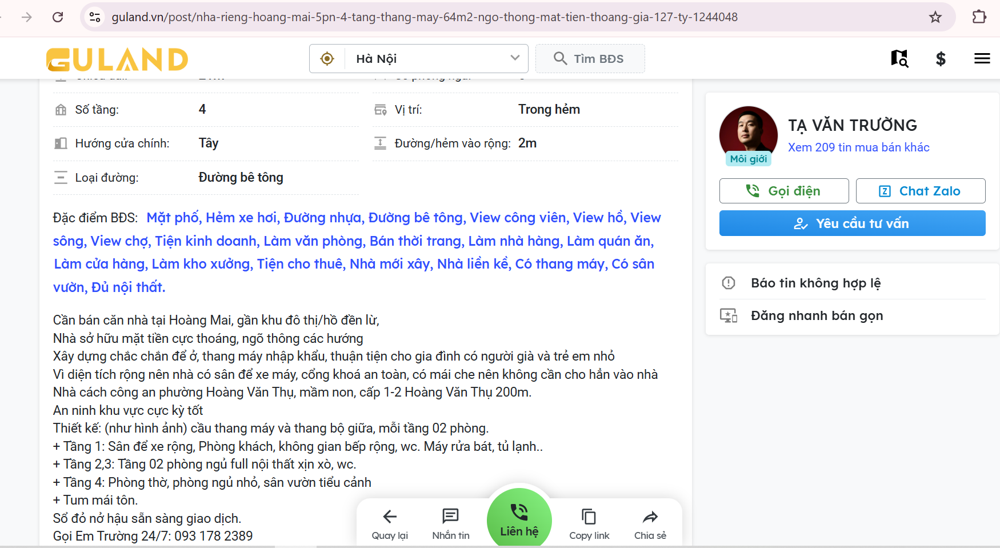 guland.vn/post/nha-rieng-hoang-mai-5pn-4-tang-thang-may-64m2-ngo-thong-mat-tien-thoang-gia-127-ty-1244048
GULAND
Hà Nội
Tìm BĐS
Số tầng: 4
Vị trí: Trong hẻm
Hướng cửa chính: Tây
Đường/hẻm vào rộng: 2m
Loại đường: Đường bê tông
Đặc điểm BĐS: Mặt phố, Hẻm xe hơi, Đường nhựa, Đường bê tông, View công viên, View hồ, View
sông, View chợ, Tiện kinh doanh, Làm văn phòng, Bán thời trang, Làm nhà hàng, Làm quán ăn,
Làm cửa hàng, Làm kho xưởng, Tiện cho thuê, Nhà mới xây, Nhà liền kề, Có thang máy, Có sân
vườn, Đủ nội thất.
Cần bán căn nhà tại Hoàng Mai, gần khu đô thị/hồ đền lừ,
Nhà sở hữu mặt tiền cực thoáng, ngõ thông các hướng
Xây dựng chắc chắn để ở, thang máy nhập khẩu, thuận tiện cho gia đình có người già và trẻ em nhỏ
Vì diện tích rộng nên nhà có sân để xe máy, cổng khoá an toàn, có mái che nên không cần cho hẳn vào nhà
Nhà cách công an phường Hoàng Văn Thụ, mầm non, cấp 1-2 Hoàng Văn Thụ 200m.
An ninh khu vực cực kỳ tốt
Thiết kế: (như hình ảnh) cầu thang máy và thang bộ giữa, mỗi tầng 02 phòng.
+ Tầng 1: Sân để xe rộng, Phòng khách, không gian bếp rộng, wc. Máy rửa bát, tủ lạnh..
+ Tầng 2,3: Tầng 02 phòng ngủ full nội thất xịn xò, wc.
+ Tầng 4: Phòng thờ, phòng ngủ nhỏ, sân vườn tiểu cảnh
+ Tum mái tôn.
Sổ đỏ nở hậu sẵn sàng giao dịch.
Gọi Em Trường 24/7: 093 178 2389
TẠ VĂN TRƯỜNG
Xem 209 tin mua bán khác
Môi giới
Gọi điện
Chat Zalo
Yêu cầu tư vấn
Báo tin không hợp lệ
Đăng nhanh bán gọn
Quay lại
Nhắn tin
Liên hệ
Copy link
Chia sẻ